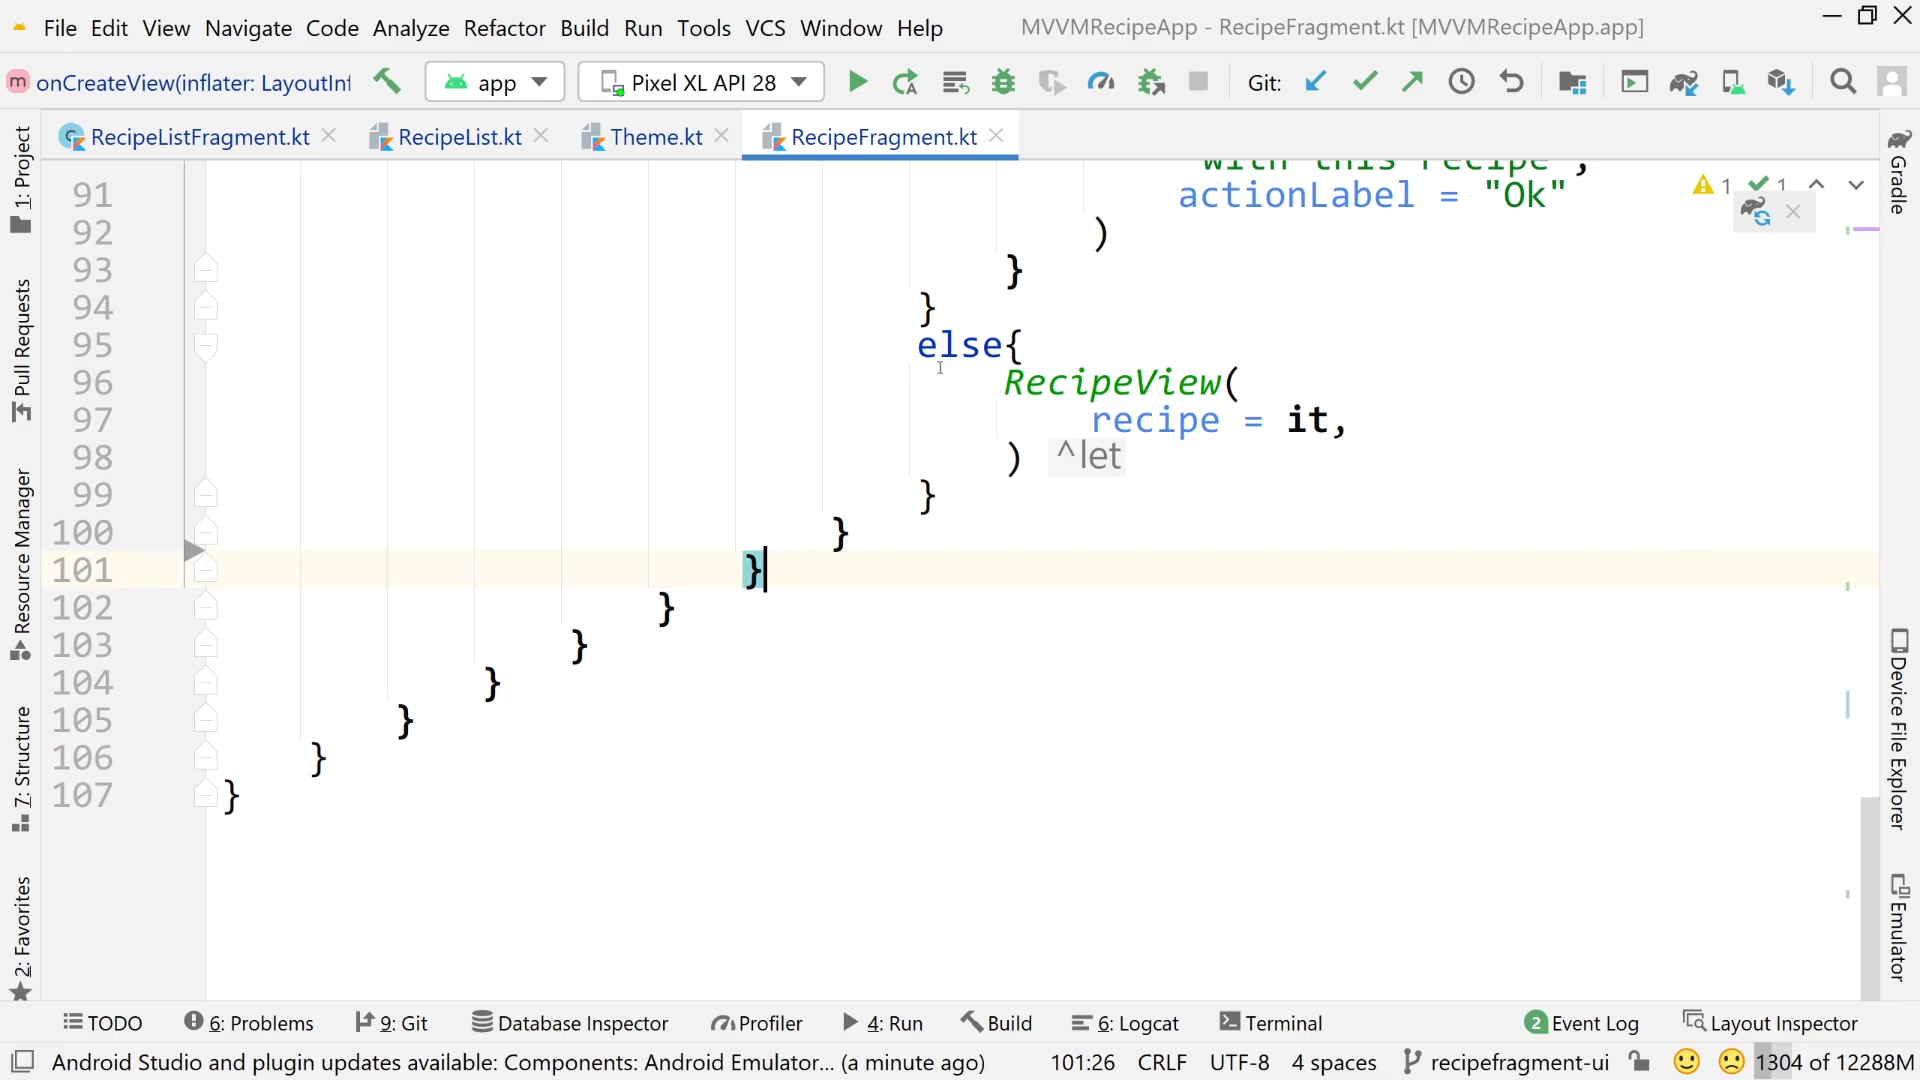 File Edit View Navigate Code Analyze Refactor Build Run Tools VCS Window Help MVVMRecipeApp - RecipeFragment.kt [MVVMRecipeApp.app]
m onCreateView(inflater: LayoutInf app Pixel XL API 28 Git:
RecipeListFragment.kt RecipeList.kt Theme.kt RecipeFragment.kt
with this recipe",
91 actionLabel = "Ok"
92 )
93 }
94 }
95 else{
96 RecipeView(
97 recipe = it,
98 ) ^let
99 }
100 }
101 }
102 }
103 }
104 }
105 }
106 }
107 }
1 1
1: Project
Pull Requests
Resource Manager
7: Structure
2: Favorites
Gradle
Device File Explorer
Emulator
TODO 6: Problems 9: Git Database Inspector Profiler 4: Run Build 6: Logcat Terminal 2 Event Log Layout Inspector
Android Studio and plugin updates available: Components: Android Emulator... (a minute ago) 101:26 CRLF UTF-8 4 spaces recipefragment-ui 1304 of 12288M